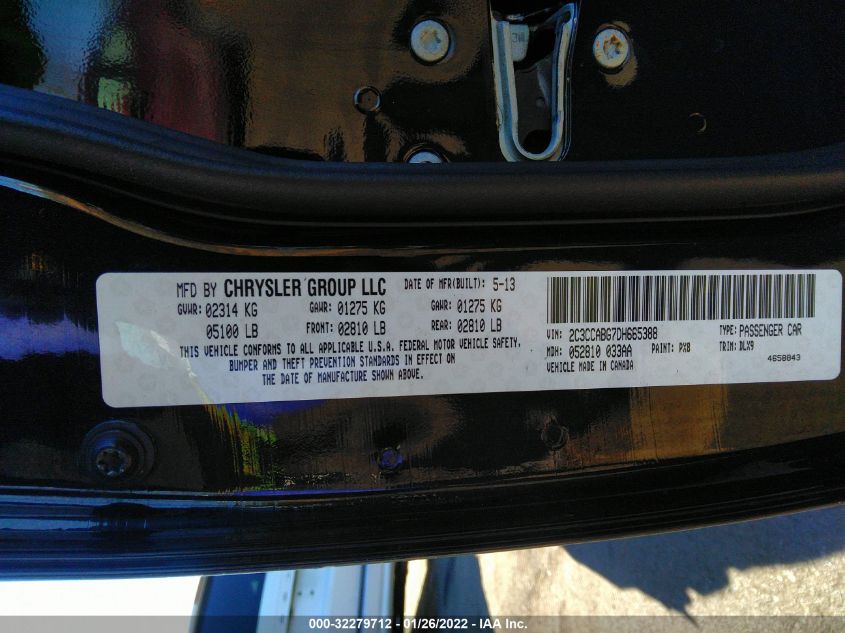 MFD BY CHRYSLER GROUP LLC DATE OF MFR(BUILT): 5-13
GVWR: 02314 KG GAWR: 01275 KG GAWR: 01275 KG
05100 LB FRONT: 02810 LB REAR: 02810 LB
THIS VEHICLE CONFORMS TO ALL APPLICABLE U.S.A. FEDERAL MOTOR VEHICLE SAFETY,
BUMPER AND THEFT PREVENTION STANDARDS IN EFFECT ON
THE DATE OF MANUFACTURE SHOWN ABOVE.
VIN: 2C3CCABG7DH665388 TYPE: PASSENGER CAR
MDH: 052810 033AA PAINT: PX8 TRIM: DLX9
VEHICLE MADE IN CANADA 4658843
000-32279712 - 01/26/2022 - IAA Inc.